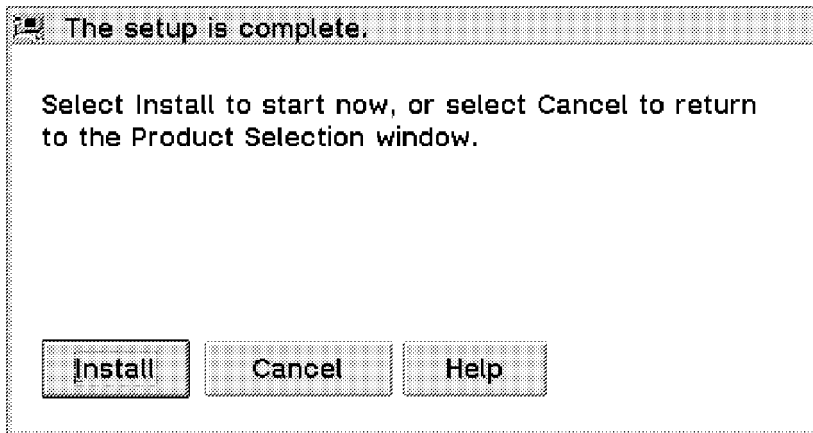 The setup is complete.
Select Install to start now, or select Cancel to return
to the Product Selection window.
Install Cancel Help